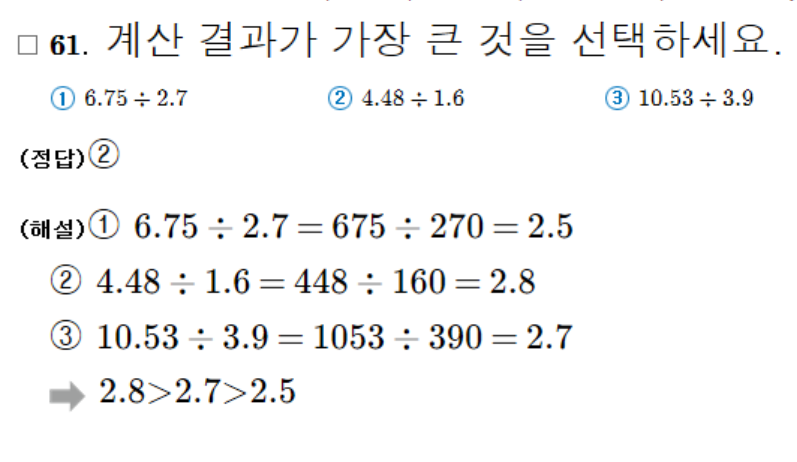 □ 61. 계산 결과가 가장 큰 것을 선택하세요.
① 6.75 ÷ 2.7 ② 4.48 ÷ 1.6 ③ 10.53 ÷ 3.9
(정답)②
(해설)① 6.75 ÷ 2.7 = 675 ÷ 270 = 2.5
② 4.48 ÷ 1.6 = 448 ÷ 160 = 2.8
③ 10.53 ÷ 3.9 = 1053 ÷ 390 = 2.7
➡ 2.8>2.7>2.5